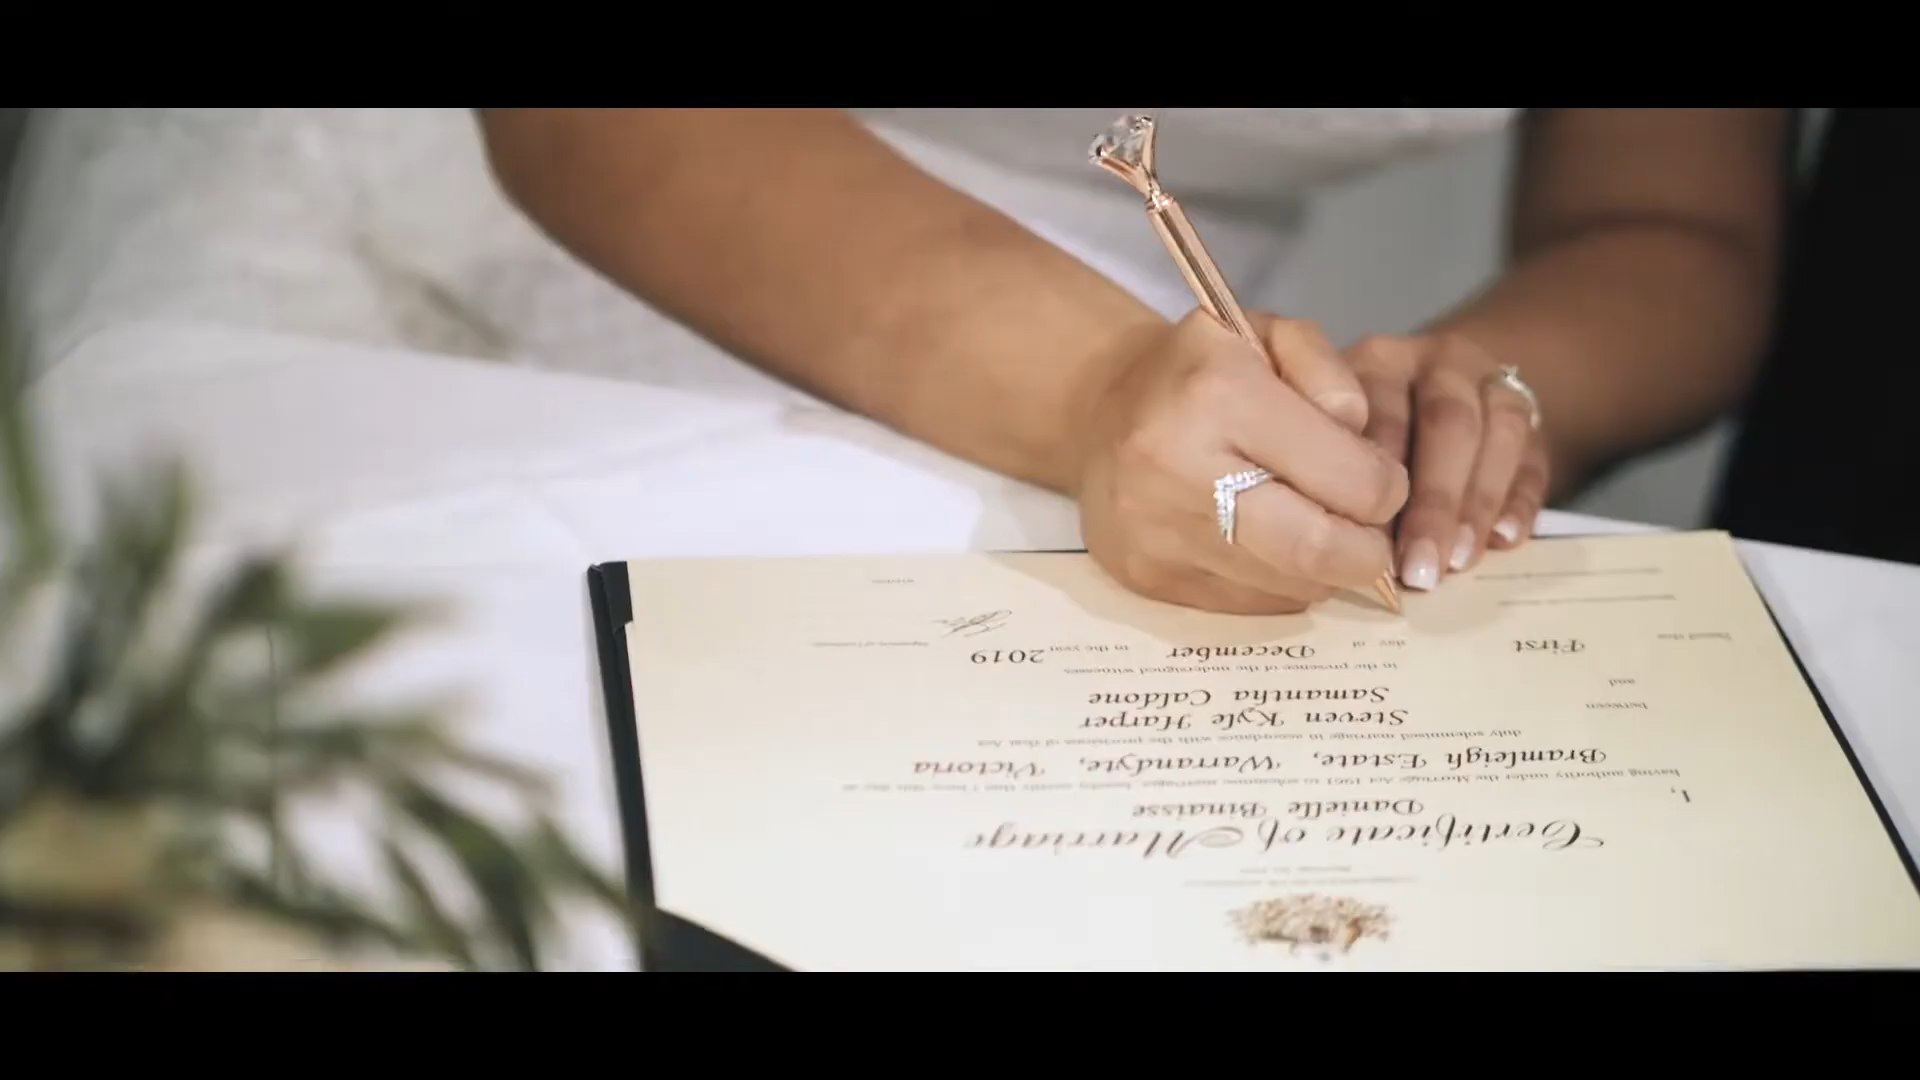 Certificate of Marriage
I, Danielle Binaisse
having authority under the Marriage Act 1961 to solemnise marriages, hereby certify that I have this day at
Bramleigh Estate, Warrandyte, Victoria
duly solemnised marriage in accordance with the provisions of that Act
between Steven Kyle Harper
and Samantha Caldone
in the presence of the undersigned witnesses
Dated this First day of December in the year 2019